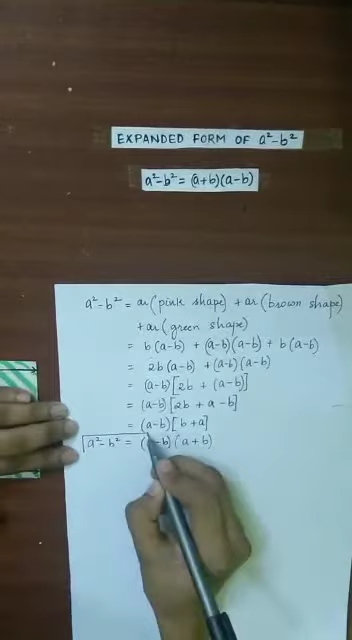 EXPANDED FORM OF a²-b²
a²-b² = (a+b)(a-b)
a²-b² = ar(pink shape) + ar(brown shape)
+ar(green shape)
= b(a-b) + (a-b)(a-b) + b(a-b)
= 2b(a-b) + (a-b)(a-b)
= (a-b)[2b + (a-b)]
= (a-b)[2b + a - b]
= (a-b)[b+a]
a²-b² = (a-b)(a+b)